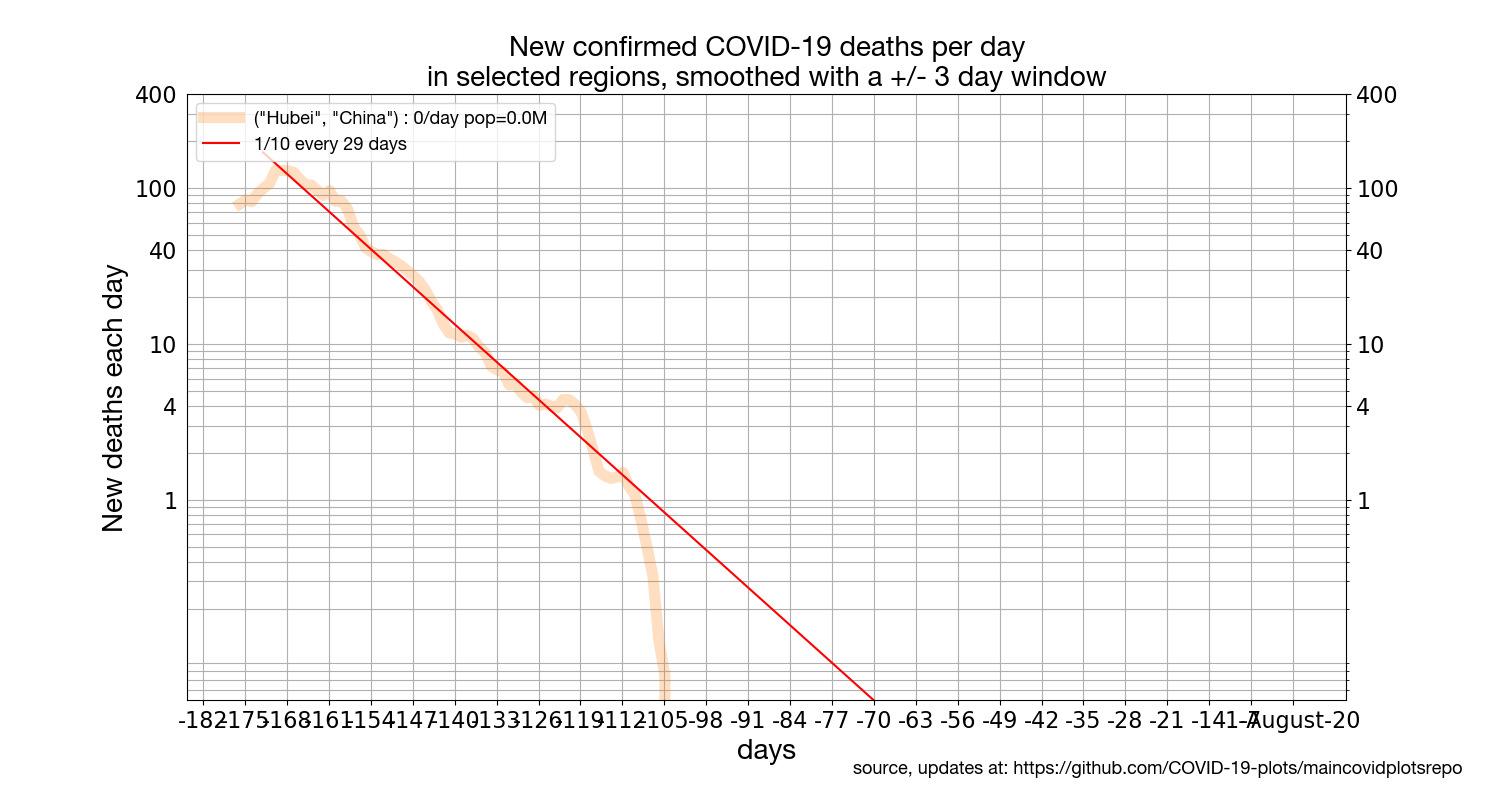 New confirmed COVID-19 deaths per day
in selected regions, smoothed with a +/- 3 day window
("Hubei", "China") : 0/day pop=0.0M
1/10 every 29 days
400
100
40
10
4
1
400
100
40
10
4
1
New deaths each day
-182 -175 -168 -161 -154 -147 -140 -133 -126 -119 -112 -105 -98 -91 -84 -77 -70 -63 -56 -49 -42 -35 -28 -21 -14 -7
days
source, updates at: https://github.com/COVID-19-plots/maincovidplotsrepo